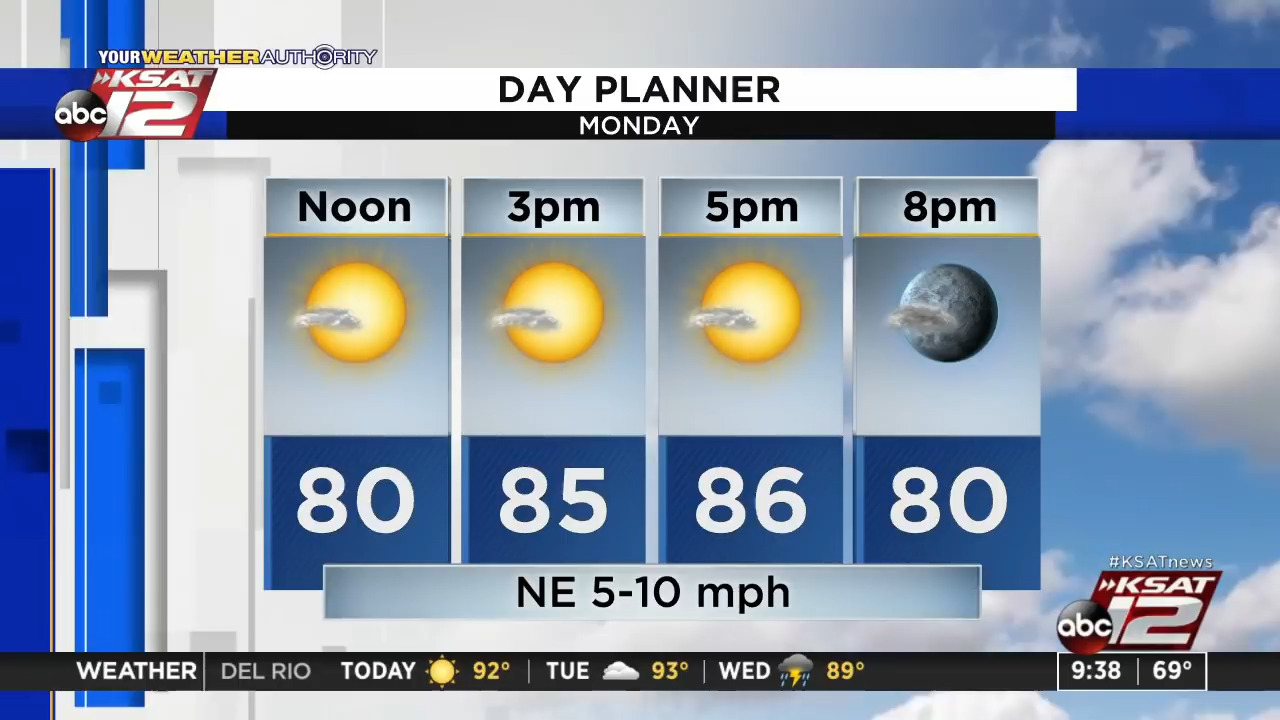 YOURWEATHERAUTHORITY
KSAT
abc 12
DAY PLANNER
MONDAY
Noon 3pm 5pm 8pm
80 85 86 80
NE 5-10 mph
#KSATnews
KSAT
abc 12
WEATHER DEL RIO TODAY 92° TUE 93° WED 89° 9:38 69°